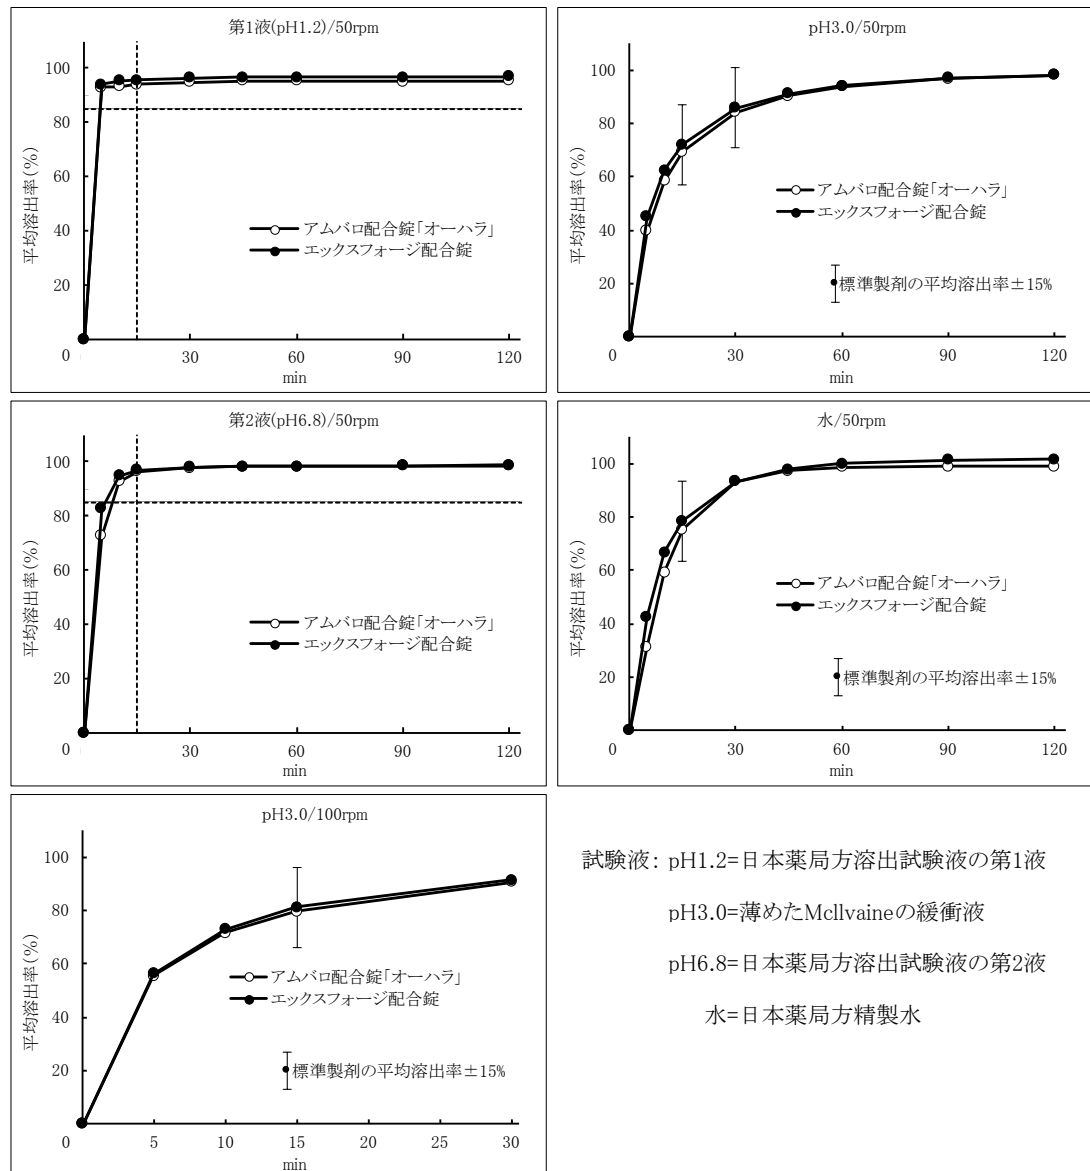 第1液(pH1.2)/50rpm
平均溶出率(%)
100
80
60
40
20
0
30
60
90
120
min
アムバロ配合錠「オーハラ」
エックスフォージ配合錠
pH3.0/50rpm
平均溶出率(%)
100
80
60
40
20
0
30
60
90
120
min
アムバロ配合錠「オーハラ」
エックスフォージ配合錠
標準製剤の平均溶出率±15%
第2液(pH6.8)/50rpm
平均溶出率(%)
100
80
60
40
20
0
30
60
90
120
min
アムバロ配合錠「オーハラ」
エックスフォージ配合錠
水/50rpm
平均溶出率(%)
100
80
60
40
20
0
30
60
90
120
min
アムバロ配合錠「オーハラ」
エックスフォージ配合錠
標準製剤の平均溶出率±15%
pH3.0/100rpm
平均溶出率(%)
100
80
60
40
20
0
5
10
15
20
25
30
min
アムバロ配合錠「オーハラ」
エックスフォージ配合錠
標準製剤の平均溶出率±15%
試験液: pH1.2=日本薬局方溶出試験液の第1液
pH3.0=薄めたMcIlvaineの緩衝液
pH6.8=日本薬局方溶出試験液の第2液
水=日本薬局方精製水